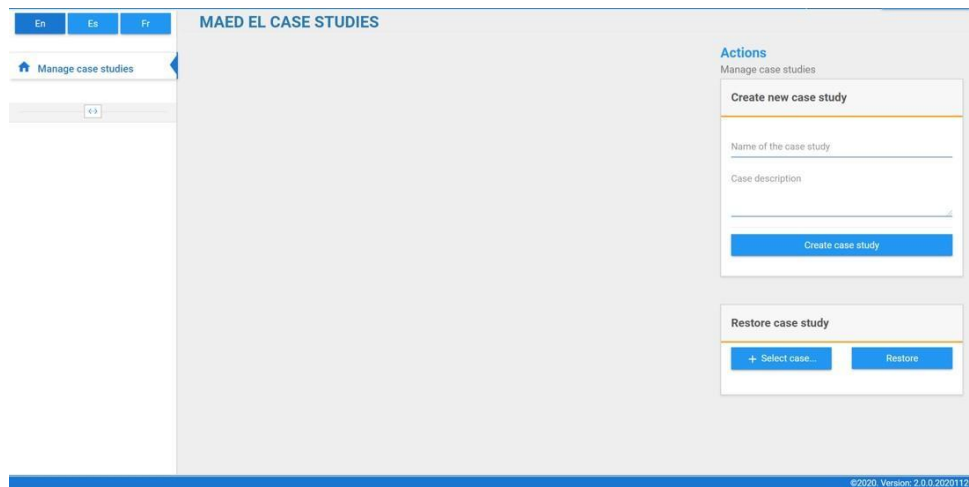 En Es Fr
MAED EL CASE STUDIES
Manage case studies
Actions
Manage case studies
Create new case study
Name of the case study
Case description
Create case study
Restore case study
+ Select case... Restore
©2020. Version: 2.0.0.2020112